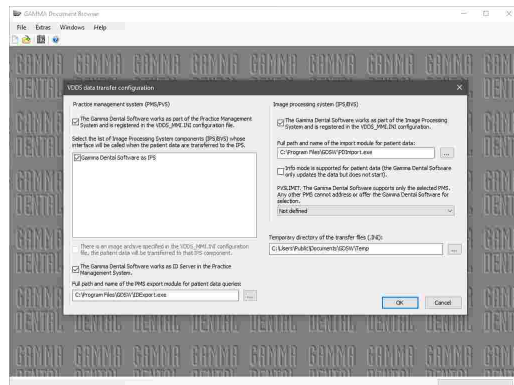 GAMMA Document Browser
File Extras Windows Help
VDDS data transfer configuration
Practice management system (PMS/PVS)
The Gamma Dental Software works as part of the Practice Management
System and is registered in the VDDS_MMI.INI configuration file.
Select the list of Image Processing System components (IPS/BVS) whose
interface will be called when the patient data are transferred to the IPS.
Gamma Dental Software as IPS
There is an image archive specified in the VDDS_MMI.INI configuration
file, the patient data will be transferred to that IPS component.
The Gamma Dental Software works as ID Server in the Practice
Management System.
Full path and name of the PMS export module for patient data queries:
C:\Program Files\GDSW\IDExport.exe
...
Image processing system (IPS/BVS)
The Gamma Dental Software works as part of the Image Processing
System and is registered in the VDDS_MMI.INI configuration.
Full path and name of the import module for patient data:
C:\Program Files\GDSW\PDImport.exe
...
Info mode is supported for patient data (the Gamma Dental Software
only updates the data but does not start).
PVSLIMIT. The Gamma Dental Software supports only the selected PMS.
Any other PMS cannot address or offer the Gamma Dental Software for
selection.
Not defined
Temporary directory of the transfer files (.INI):
C:\Users\Public\Documents\GDSW\Temp
...
OK Cancel
GAMMA GAMMA GAMMA GAMMA GAMMA GAMMA GAMMA
DENTAL